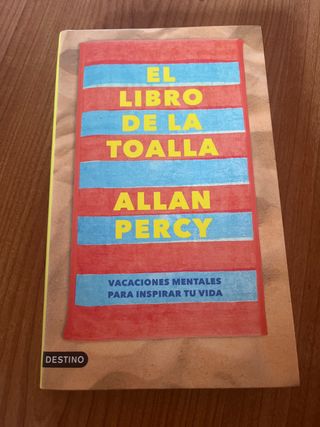 EL
LIBRO
DE LA
TOALLA
ALLAN
PERCY
VACACIONES MENTALES
PARA INSPIRAR TU VIDA
DESTINO